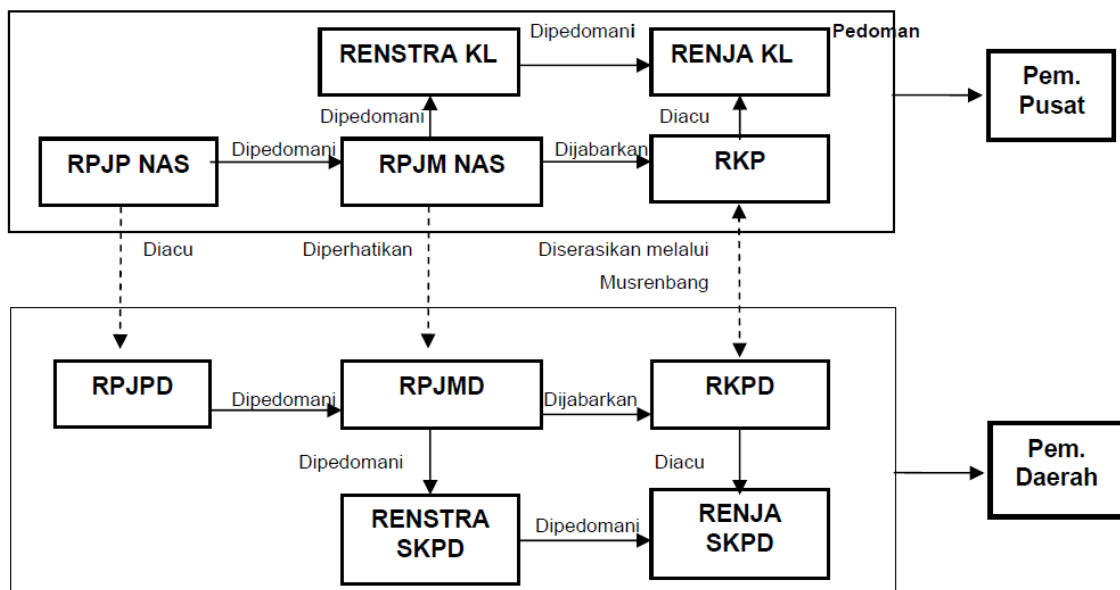 Dipedomani
Pedoman
RENSTRA KL
RENJA KL
Pem.
Pusat
Dipedomani
Diacu
RPJP NAS
Dipedomani
RPJM NAS
Dijabarkan
RKP
Diacu
Diperhatikan
Diserasikan melalui
Musrenbang
RPJPD
Dipedomani
RPJMD
Dijabarkan
RKPD
Pem.
Daerah
Dipedomani
Diacu
RENSTRA
SKPD
Dipedomani
RENJA
SKPD